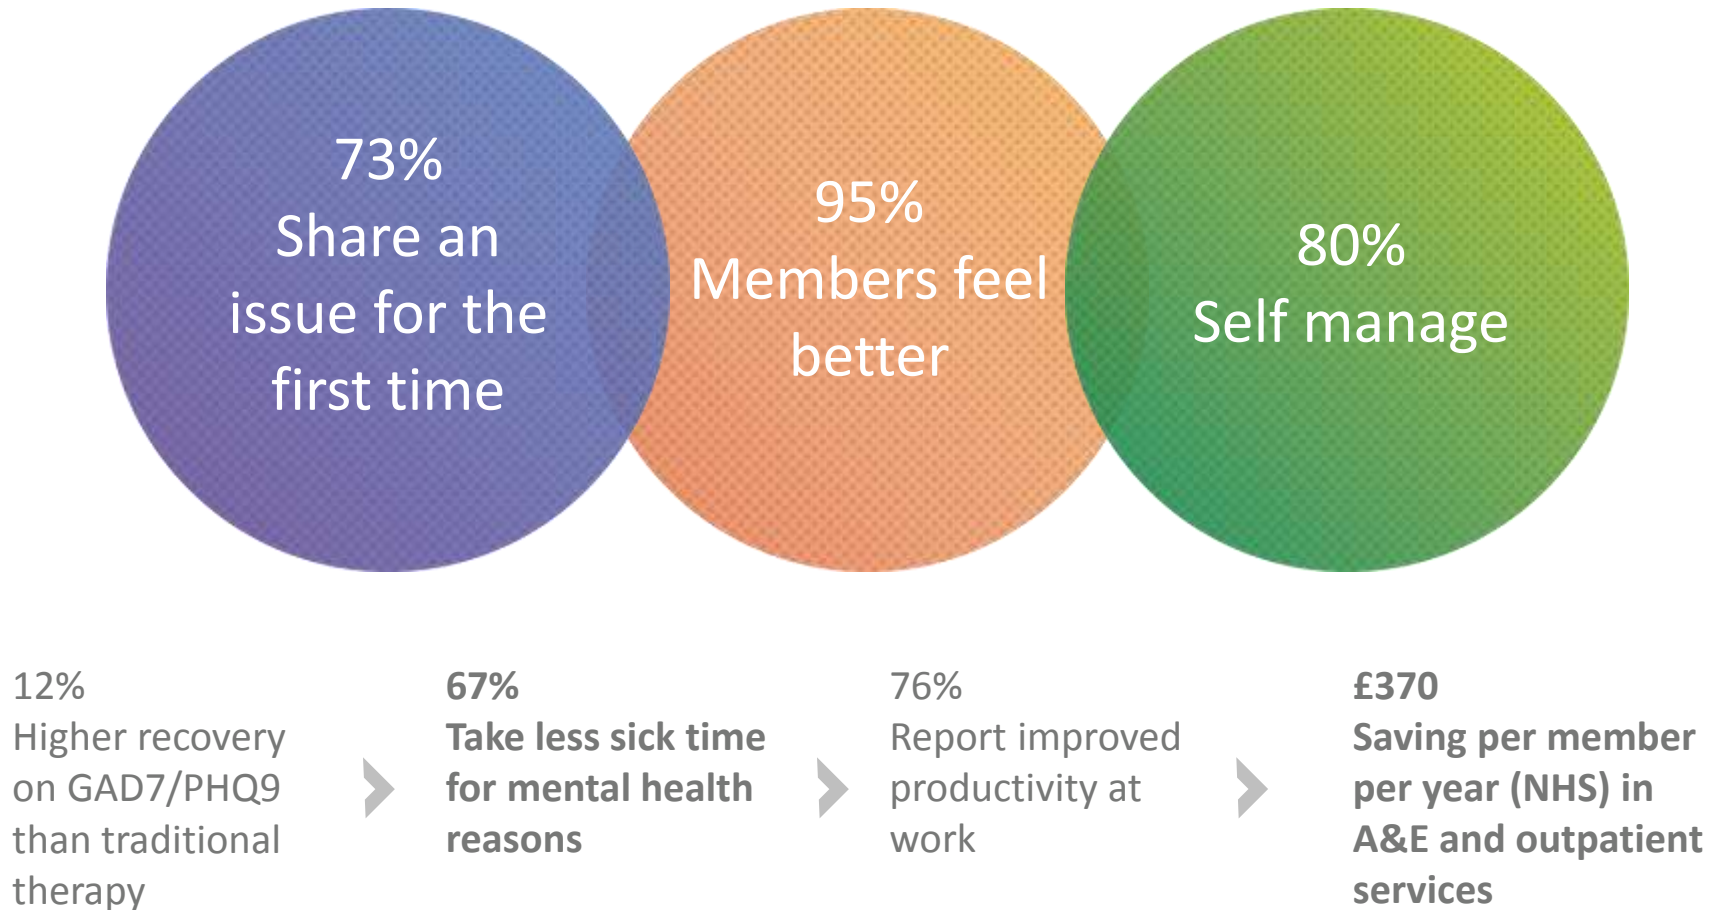 73%
Share an
issue for the
first time
95%
Members feel
better
80%
Self manage
12%
Higher recovery
on GAD7/PHQ9
than traditional
therapy
67%
Take less sick time
for mental health
reasons
76%
Report improved
productivity at
work
£370
Saving per member
per year (NHS) in
A&E and outpatient
services